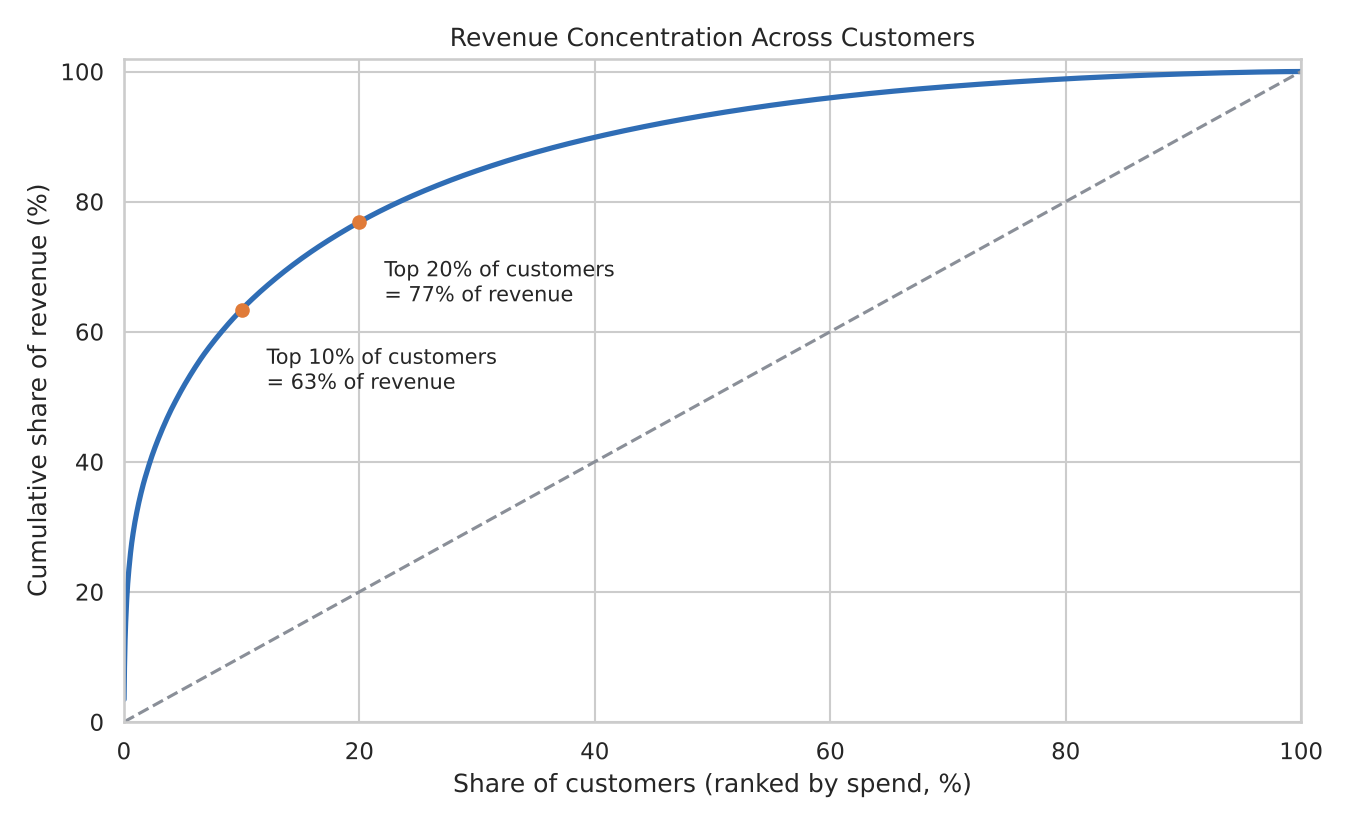 Revenue Concentration Across Customers
Cumulative share of revenue (%)
100
80
60
40
20
0
Top 20% of customers
= 77% of revenue
Top 10% of customers
= 63% of revenue
0 20 40 60 80 100
Share of customers (ranked by spend, %)